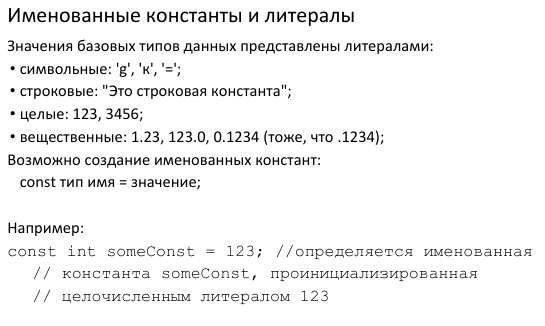 Именованные константы и литералы
Значения базовых типов данных представлены литералами:
• символьные: 'g', 'к', '=';
• строковые: "Это строковая константа";
• целые: 123, 3456;
• вещественные: 1.23, 123.0, 0.1234 (тоже, что .1234);
Возможно создание именованных констант:
const тип имя = значение;
Например:
const int someConst = 123; //определяется именованная
// константа someConst, проинициализированная
// целочисленным литералом 123